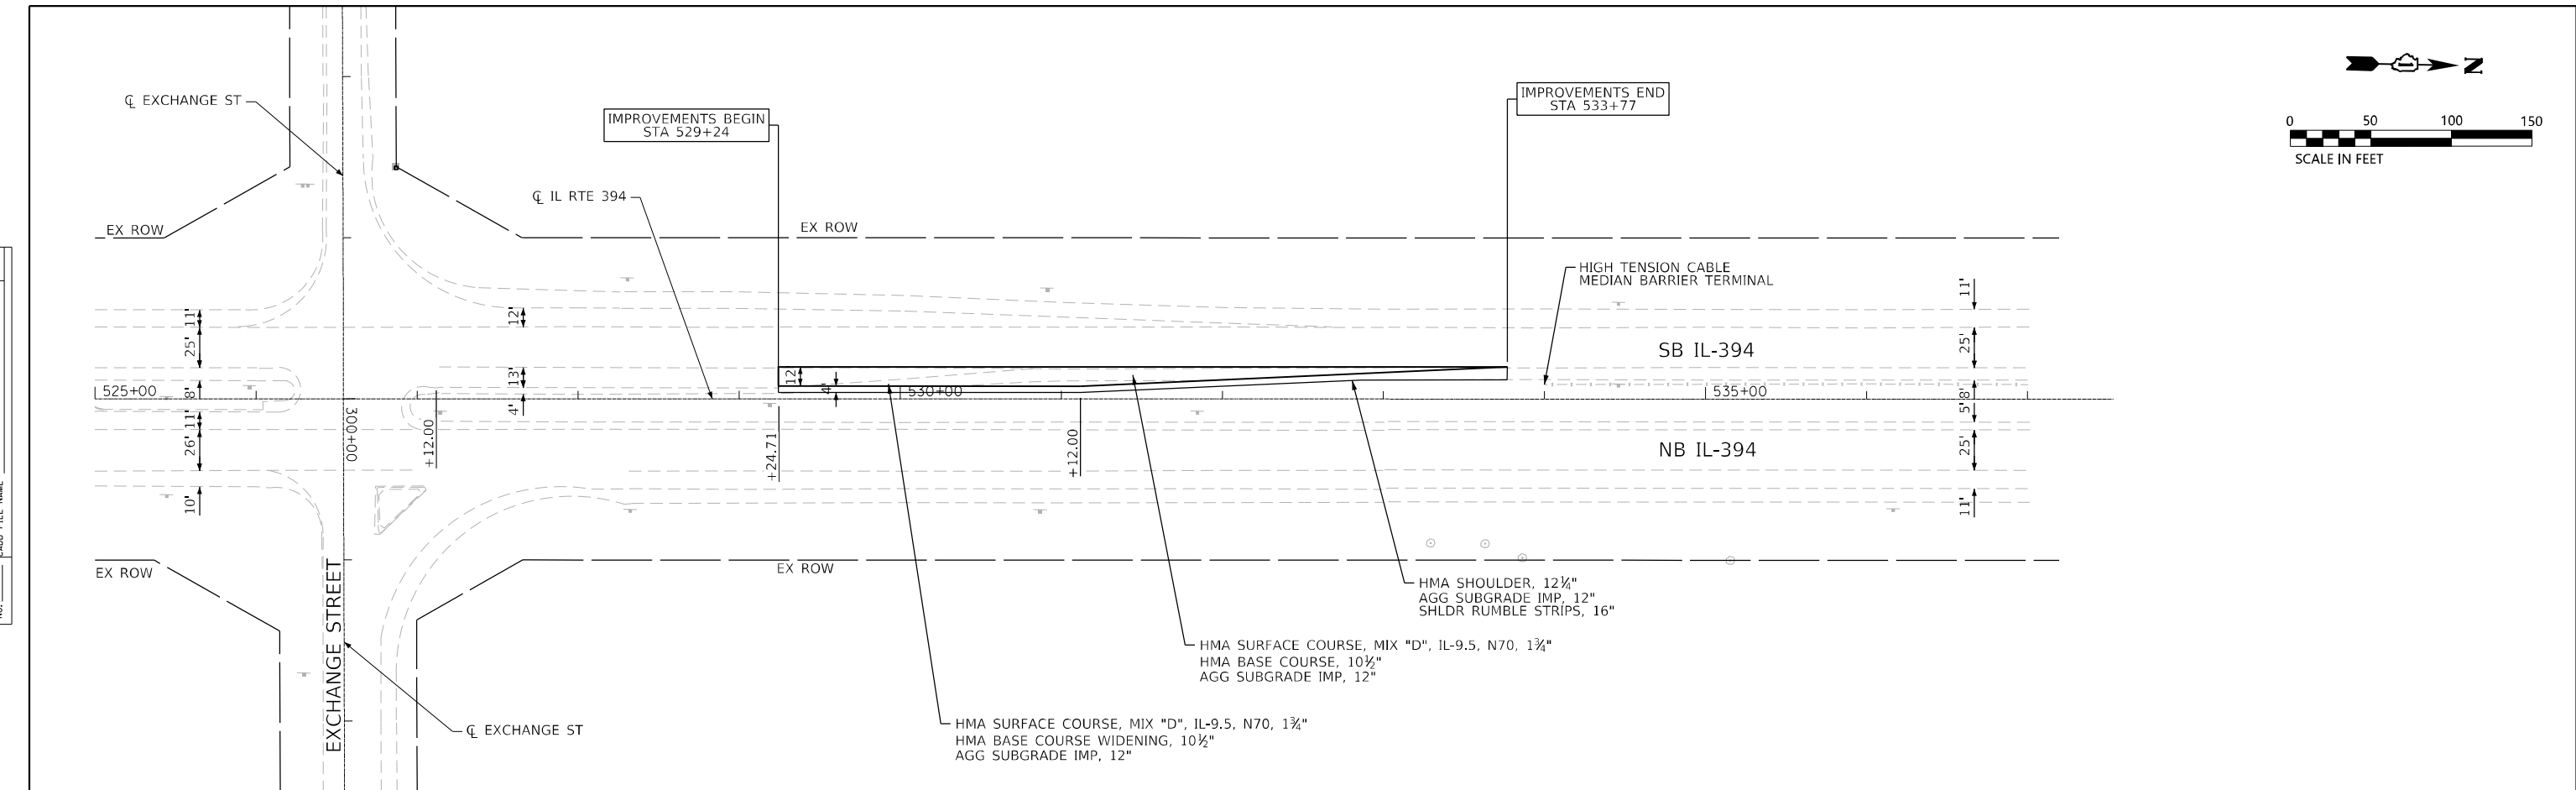 ℄ EXCHANGE ST
IMPROVEMENTS BEGIN
STA 529+24
IMPROVEMENTS END
STA 533+77
N
0 50 100 150
SCALE IN FEET
℄ IL RTE 394
EX ROW
EX ROW
HIGH TENSION CABLE
MEDIAN BARRIER TERMINAL
11'
25'
8'
11'
26'
10'
12'
13'
4'
12'
4'
11'
25'
8'
5'
25'
11'
SB IL-394
525+00
530+00
535+00
30+00
+12.00
+24.71
+12.00
NB IL-394
EX ROW
EX ROW
EXCHANGE STREET
HMA SHOULDER, 12¼"
AGG SUBGRADE IMP, 12"
SHLDR RUMBLE STRIPS, 16"
HMA SURFACE COURSE, MIX "D", IL-9.5, N70, 1¾"
HMA BASE COURSE, 10½"
AGG SUBGRADE IMP, 12"
HMA SURFACE COURSE, MIX "D", IL-9.5, N70, 1¾"
HMA BASE COURSE WIDENING, 10½"
AGG SUBGRADE IMP, 12"
℄ EXCHANGE ST